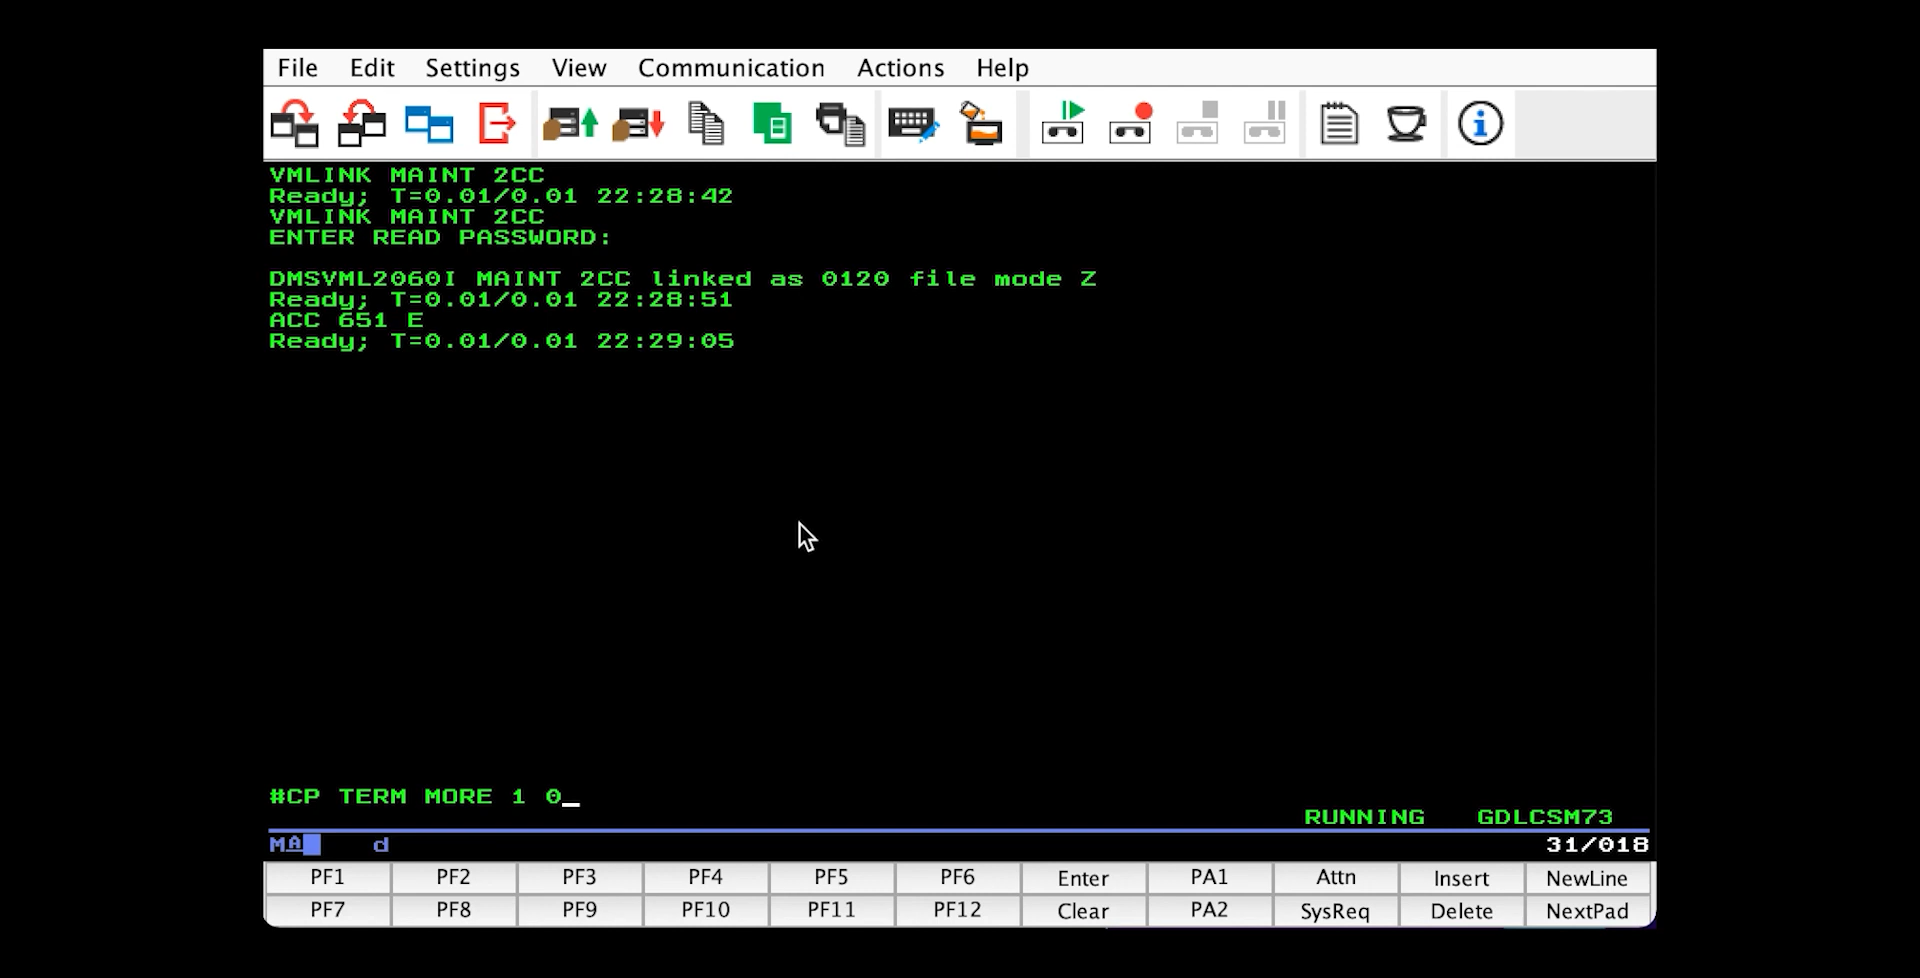 File Edit Settings View Communication Actions Help
VMLINK MAINT 2CC
Ready; T=0.01/0.01 22:28:42
VMLINK MAINT 2CC
ENTER READ PASSWORD:
DMSVML2060I MAINT 2CC linked as 0120 file mode Z
Ready; T=0.01/0.01 22:28:51
ACC 651 E
Ready; T=0.01/0.01 22:29:05
#CP TERM MORE 1 0_
RUNNING GDLCSM73
MA d 31/018
PF1 PF2 PF3 PF4 PF5 PF6 Enter PA1 Attn Insert NewLine
PF7 PF8 PF9 PF10 PF11 PF12 Clear PA2 SysReq Delete NextPad